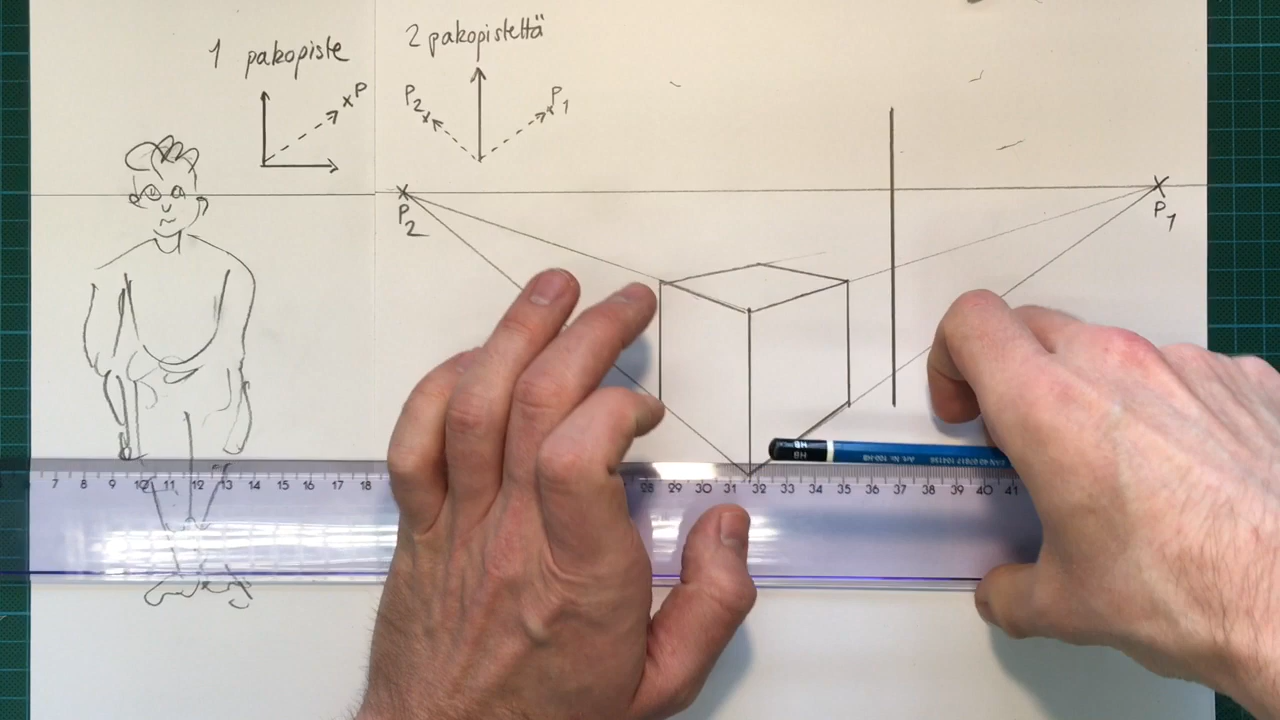 1 pakopiste
2 pakopistettä
P
P2
P1
P2
P1
HB
7 8 9 10 11 12 13 14 15 16 17 18
28 29 30 31 32 33 34 35 36 37 38 39 40 41